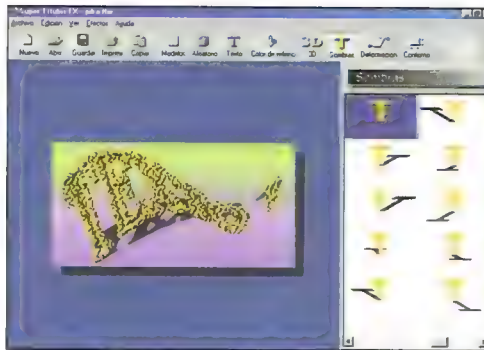 Archivo Edición Ver Efectos Ayuda
Nuevo Abrir Guardar Imprimir Copiar Modelos Aleatorio Texto Color de relleno 3D Sombras Deformación Contorno
Sombras